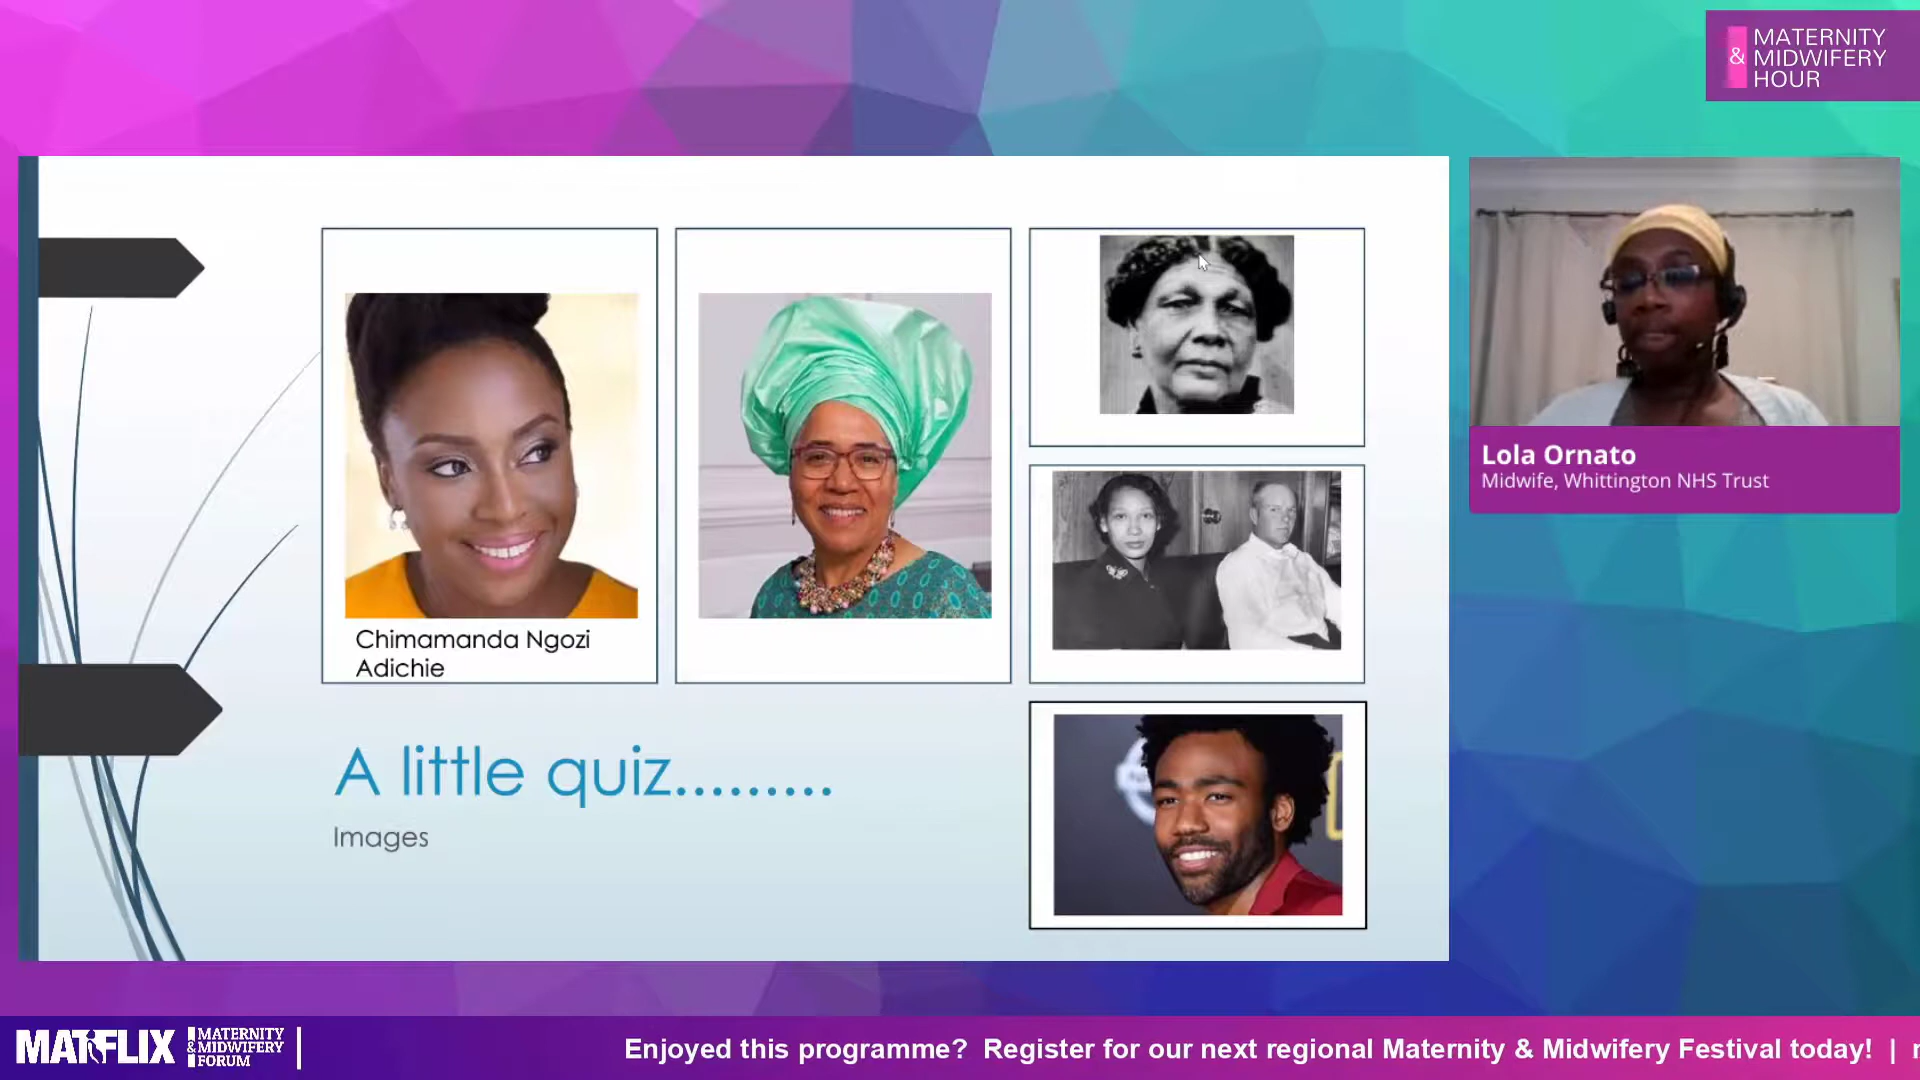 MATERNITY
& MIDWIFERY
HOUR
Chimamanda Ngozi
Adichie
A little quiz.........
Images
Lola Ornato
Midwife, Whittington NHS Trust
MATFLIX
MATERNITY
&MIDWIFERY
FORUM
Enjoyed this programme? Register for our next regional Maternity & Midwifery Festival today! |